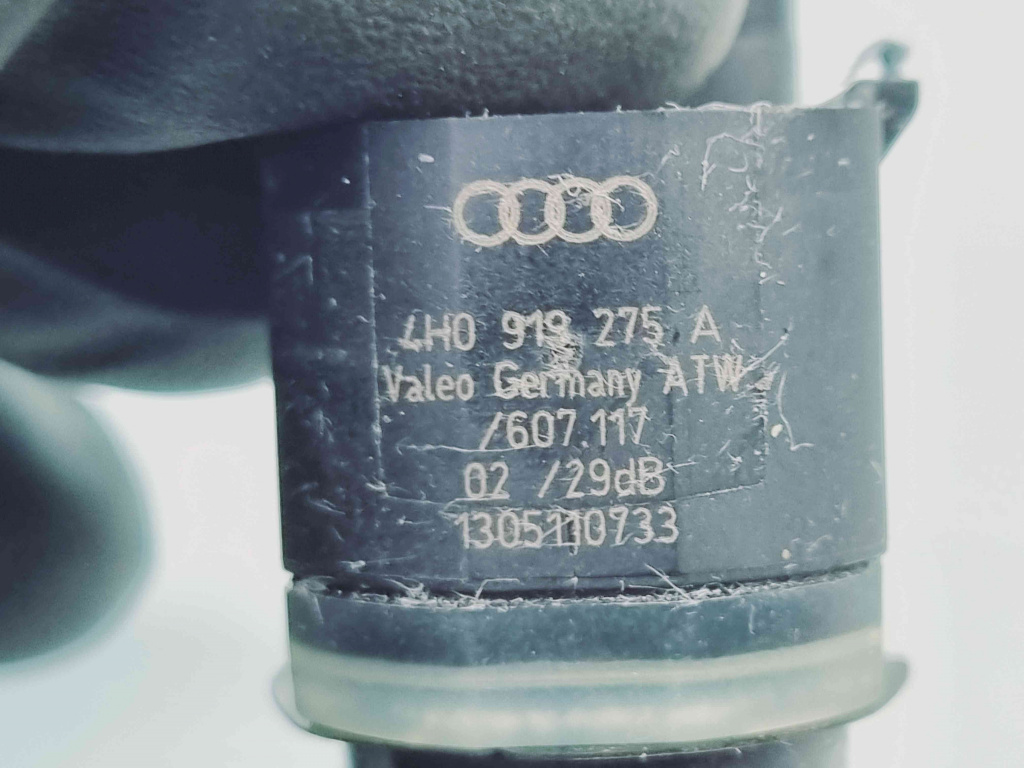 4H0 919 275 A
Valeo Germany ATW
/607.117
02 /29dB
1305110733